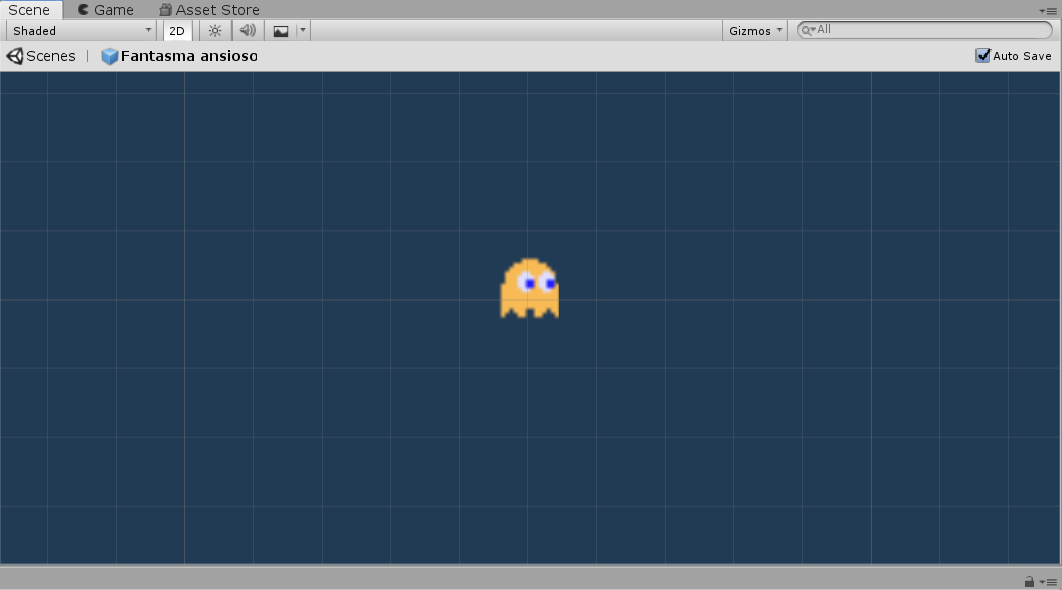 Scene Game Asset Store
Shaded 2D Gizmos All
Scenes Fantasma ansioso Auto Save